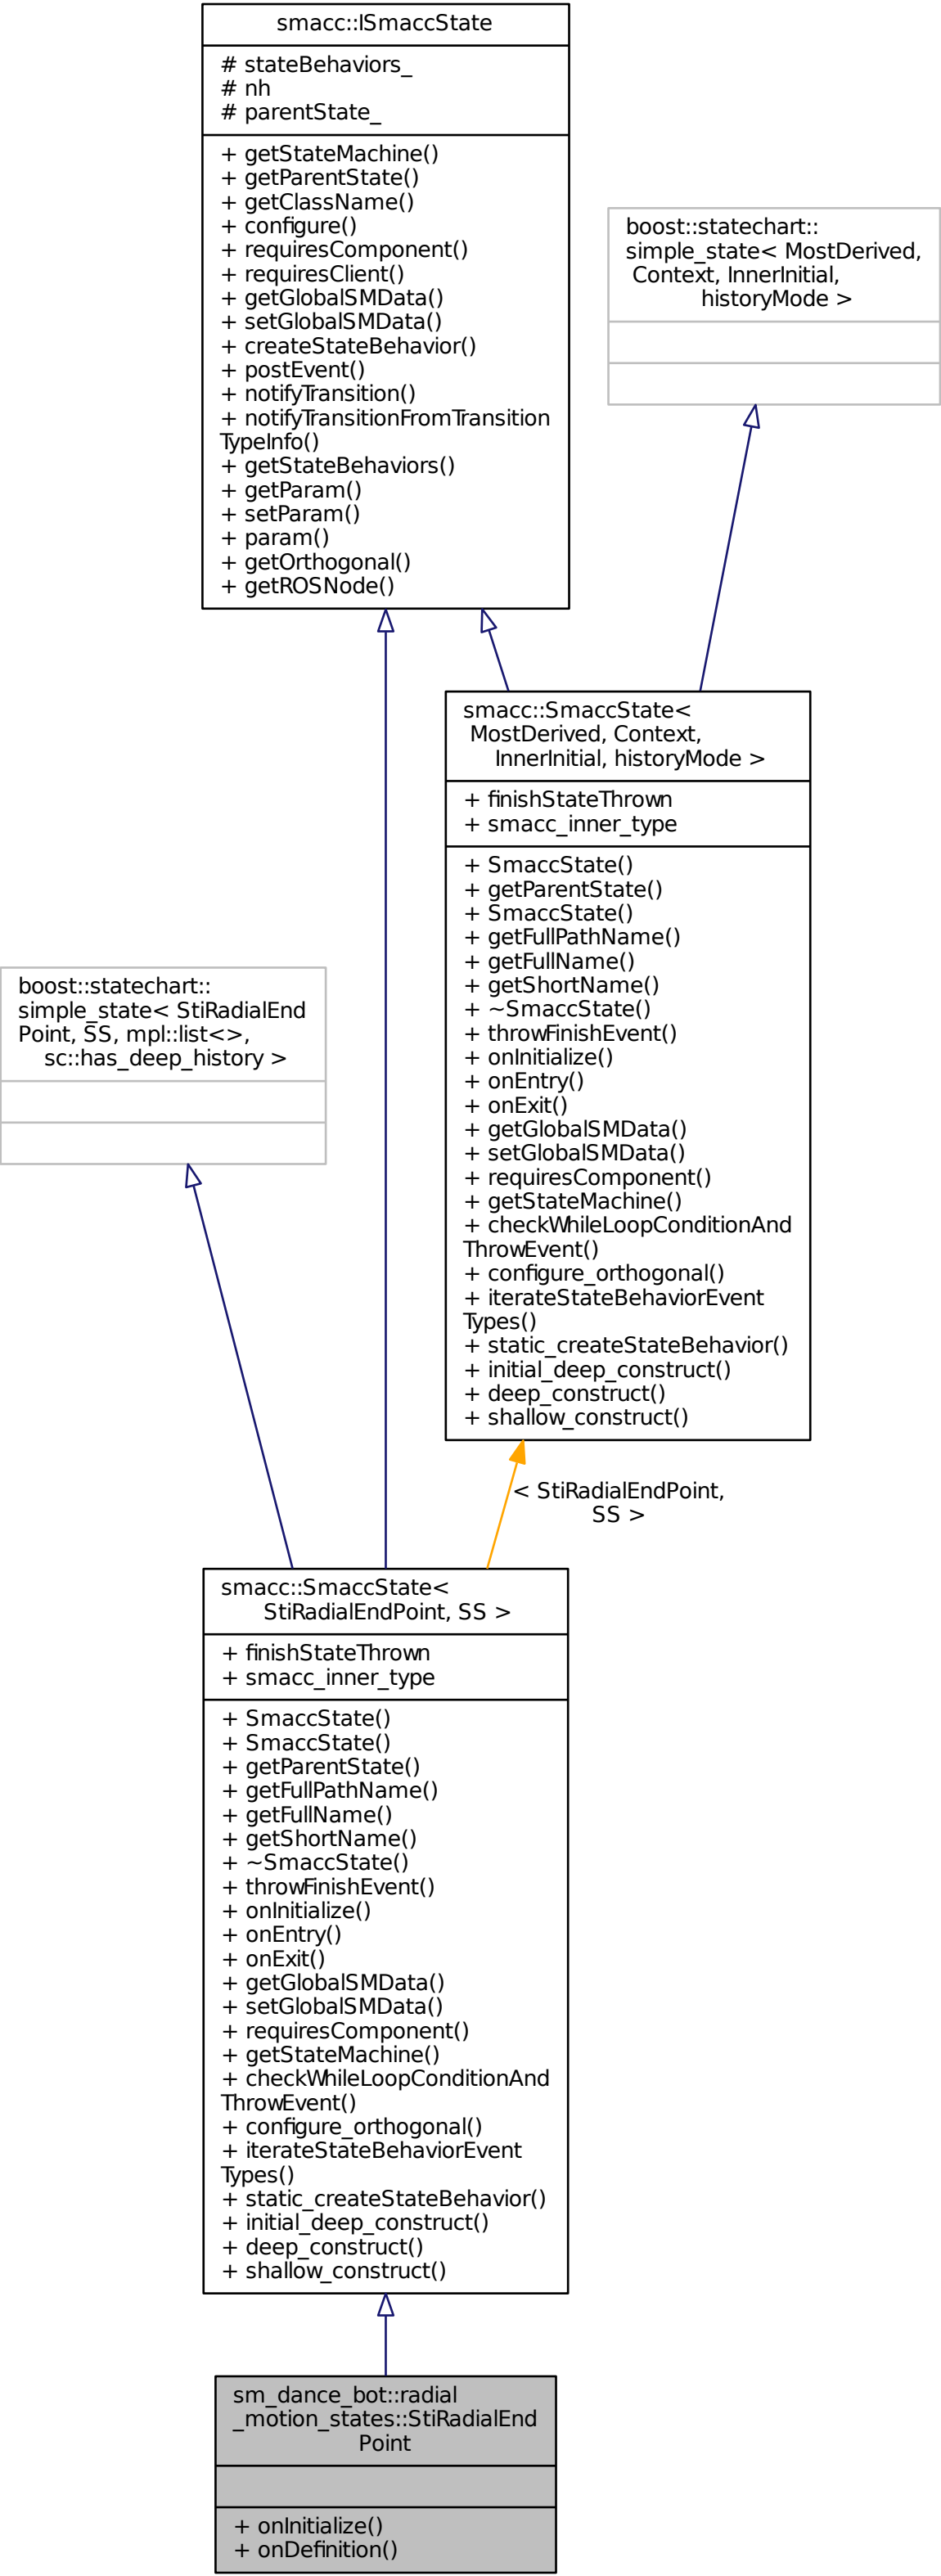 smacc::ISmaccState
# stateBehaviors_
# nh
# parentState_
+ getStateMachine()
+ getParentState()
+ getClassName()
+ configure()
+ requiresComponent()
+ requiresClient()
+ getGlobalSMData()
+ setGlobalSMData()
+ createStateBehavior()
+ postEvent()
+ notifyTransition()
+ notifyTransitionFromTransition
TypeInfo()
+ getStateBehaviors()
+ getParam()
+ setParam()
+ param()
+ getOrthogonal()
+ getROSNode()
boost::statechart::
simple_state< MostDerived,
Context, InnerInitial,
historyMode >
smacc::SmaccState<
MostDerived, Context,
InnerInitial, historyMode >
+ finishStateThrown
+ smacc_inner_type
+ SmaccState()
+ getParentState()
+ SmaccState()
+ getFullPathName()
+ getFullName()
+ getShortName()
+ ~SmaccState()
+ throwFinishEvent()
+ onInitialize()
+ onEntry()
+ onExit()
+ getGlobalSMData()
+ setGlobalSMData()
+ requiresComponent()
+ getStateMachine()
+ checkWhileLoopConditionAnd
ThrowEvent()
+ configure_orthogonal()
+ iterateStateBehaviorEvent
Types()
+ static_createStateBehavior()
+ initial_deep_construct()
+ deep_construct()
+ shallow_construct()
boost::statechart::
simple_state< StiRadialEnd
Point, SS, mpl::list<>,
sc::has_deep_history >
< StiRadialEndPoint,
SS >
smacc::SmaccState<
StiRadialEndPoint, SS >
+ finishStateThrown
+ smacc_inner_type
+ SmaccState()
+ SmaccState()
+ getParentState()
+ getFullPathName()
+ getFullName()
+ getShortName()
+ ~SmaccState()
+ throwFinishEvent()
+ onInitialize()
+ onEntry()
+ onExit()
+ getGlobalSMData()
+ setGlobalSMData()
+ requiresComponent()
+ getStateMachine()
+ checkWhileLoopConditionAnd
ThrowEvent()
+ configure_orthogonal()
+ iterateStateBehaviorEvent
Types()
+ static_createStateBehavior()
+ initial_deep_construct()
+ deep_construct()
+ shallow_construct()
sm_dance_bot::radial
_motion_states::StiRadialEnd
Point
+ onInitialize()
+ onDefinition()